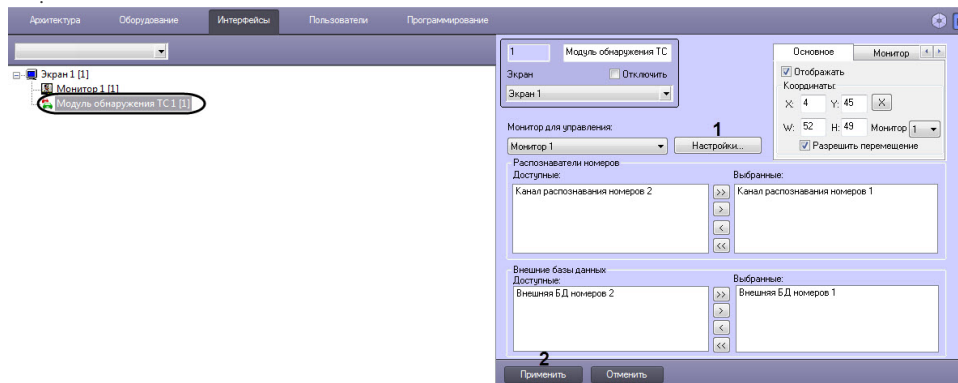 Архитектура Оборудование Интерфейсы Пользователи Программирование
Экран 1 [1]
Монитор 1 [1]
Модуль обнаружения ТС 1 [1]
1 Модуль обнаружения ТС
Экран Отключить
Экран 1
Основное Монитор
Отображать
Координаты:
X: 4 Y: 45 X
W: 52 H: 49 Монитор 1
Разрешить перемещение
Монитор для управления: 1
Монитор 1 Настройки...
Распознаватели номеров
Доступные: Выбранные:
Канал распознавания номеров 2 >> Канал распознавания номеров 1
>
<
<<
Внешние базы данных
Доступные: Выбранные:
Внешняя БД номеров 2 >> Внешняя БД номеров 1
>
<
<<
2
Применить Отменить